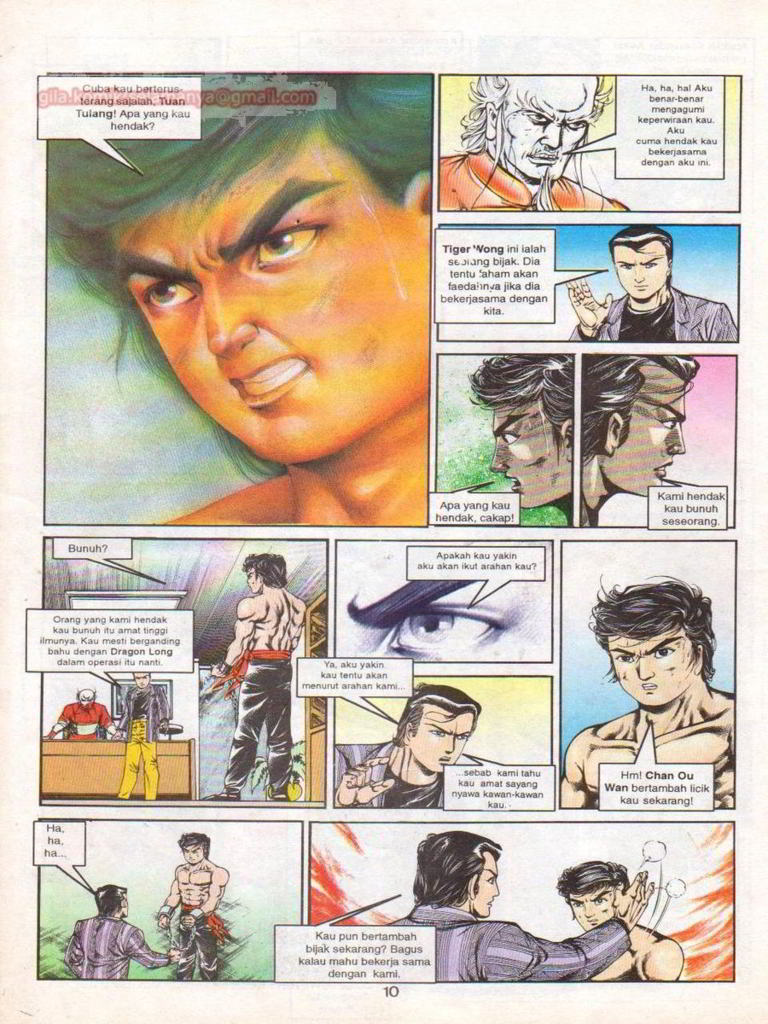 Cuba kau berterus-
terang sajalah, Tuan
Tulang! Apa yang kau
hendak?
Ha, ha, ha! Aku
benar-benar
mengagumi
keperwiraan kau.
Aku
cuma hendak kau
bekerjasama
dengan aku ini.
Tiger Wong ini ialah
seorang bijak. Dia
tentu faham akan
faedahnya jika dia
bekerjasama dengan
kita.
Apa yang kau
hendak, cakap!
Kami hendak
kau bunuh
seseorang.
Bunuh?
Orang yang kami hendak
kau bunuh itu amat tinggi
ilmunya. Kau mesti berganding
bahu dengan Dragon Long
dalam operasi itu nanti.
Apakah kau yakin
aku akan ikut arahan kau?
Ya, aku yakin
kau tentu akan
menurut arahan kami...
...sebab kami tahu
kau amat sayang
nyawa kawan-kawan
kau.
Hm! Chan Ou
Wan bertambah licik
kau sekarang!
Ha,
ha,
ha...
Kau pun bertambah
bijak sekarang? Bagus
kalau mahu bekerja sama
dengan kami.
10